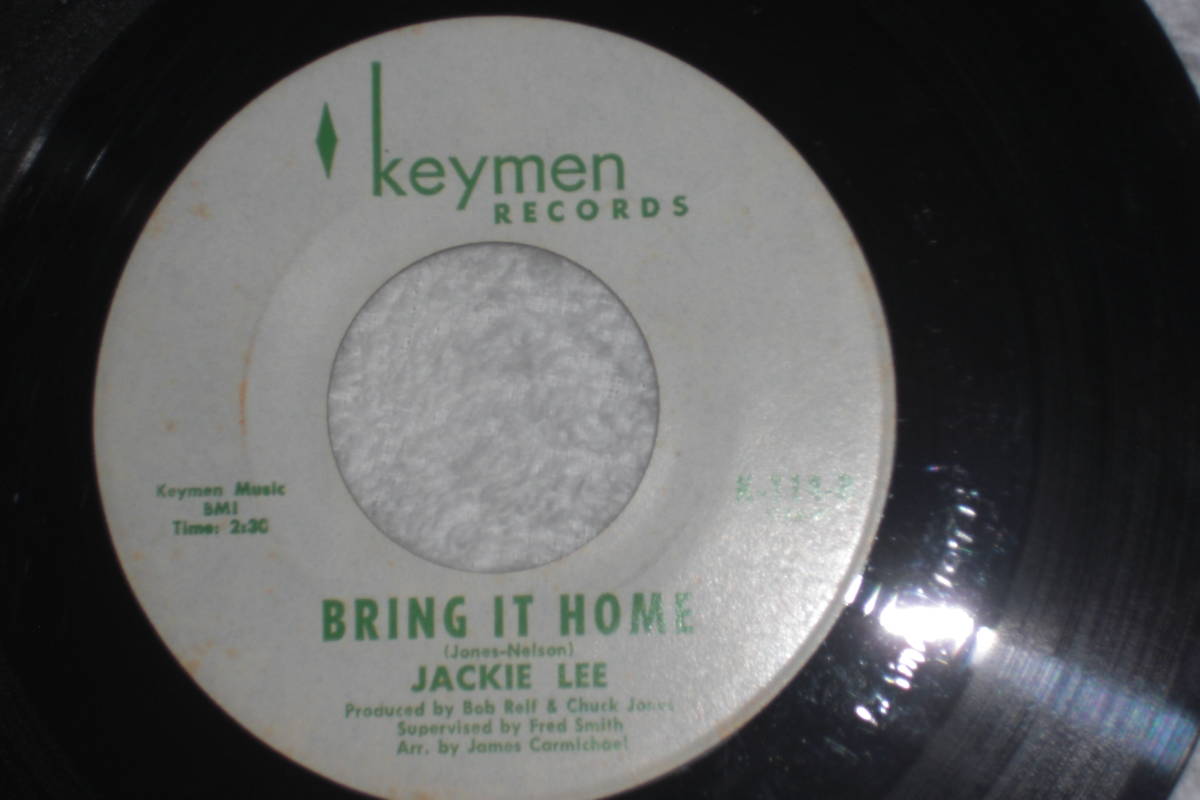 keymen
RECORDS
Keymen Music
BMI
Time: 2:30
BRING IT HOME
(Jones-Nelson)
JACKIE LEE
Produced by Bob Relf & Chuck Jones
Supervised by Fred Smith
Arr. by James Carmichael